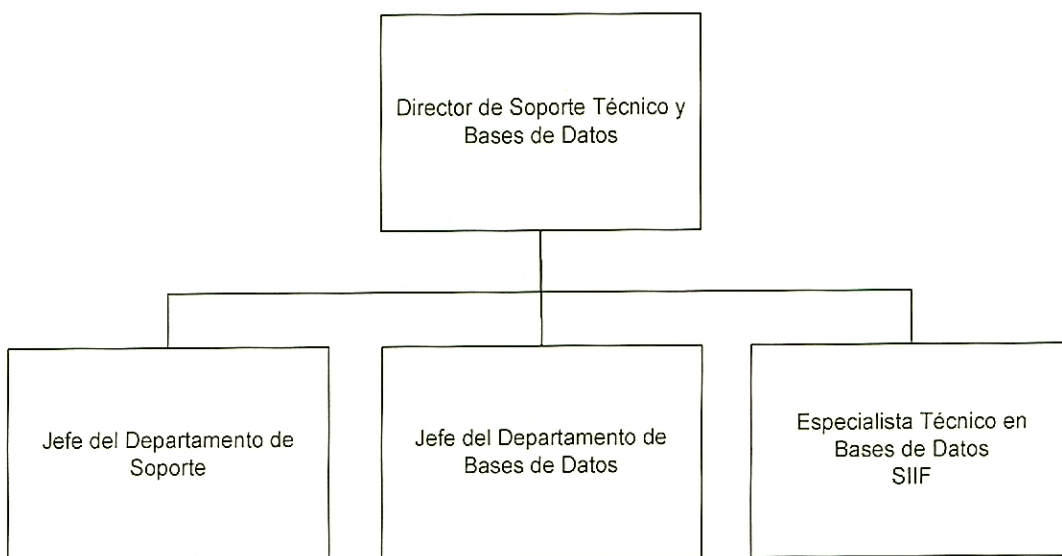 Director de Soporte Técnico y
Bases de Datos
Jefe del Departamento de
Soporte
Jefe del Departamento de
Bases de Datos
Especialista Técnico en
Bases de Datos
SIIF